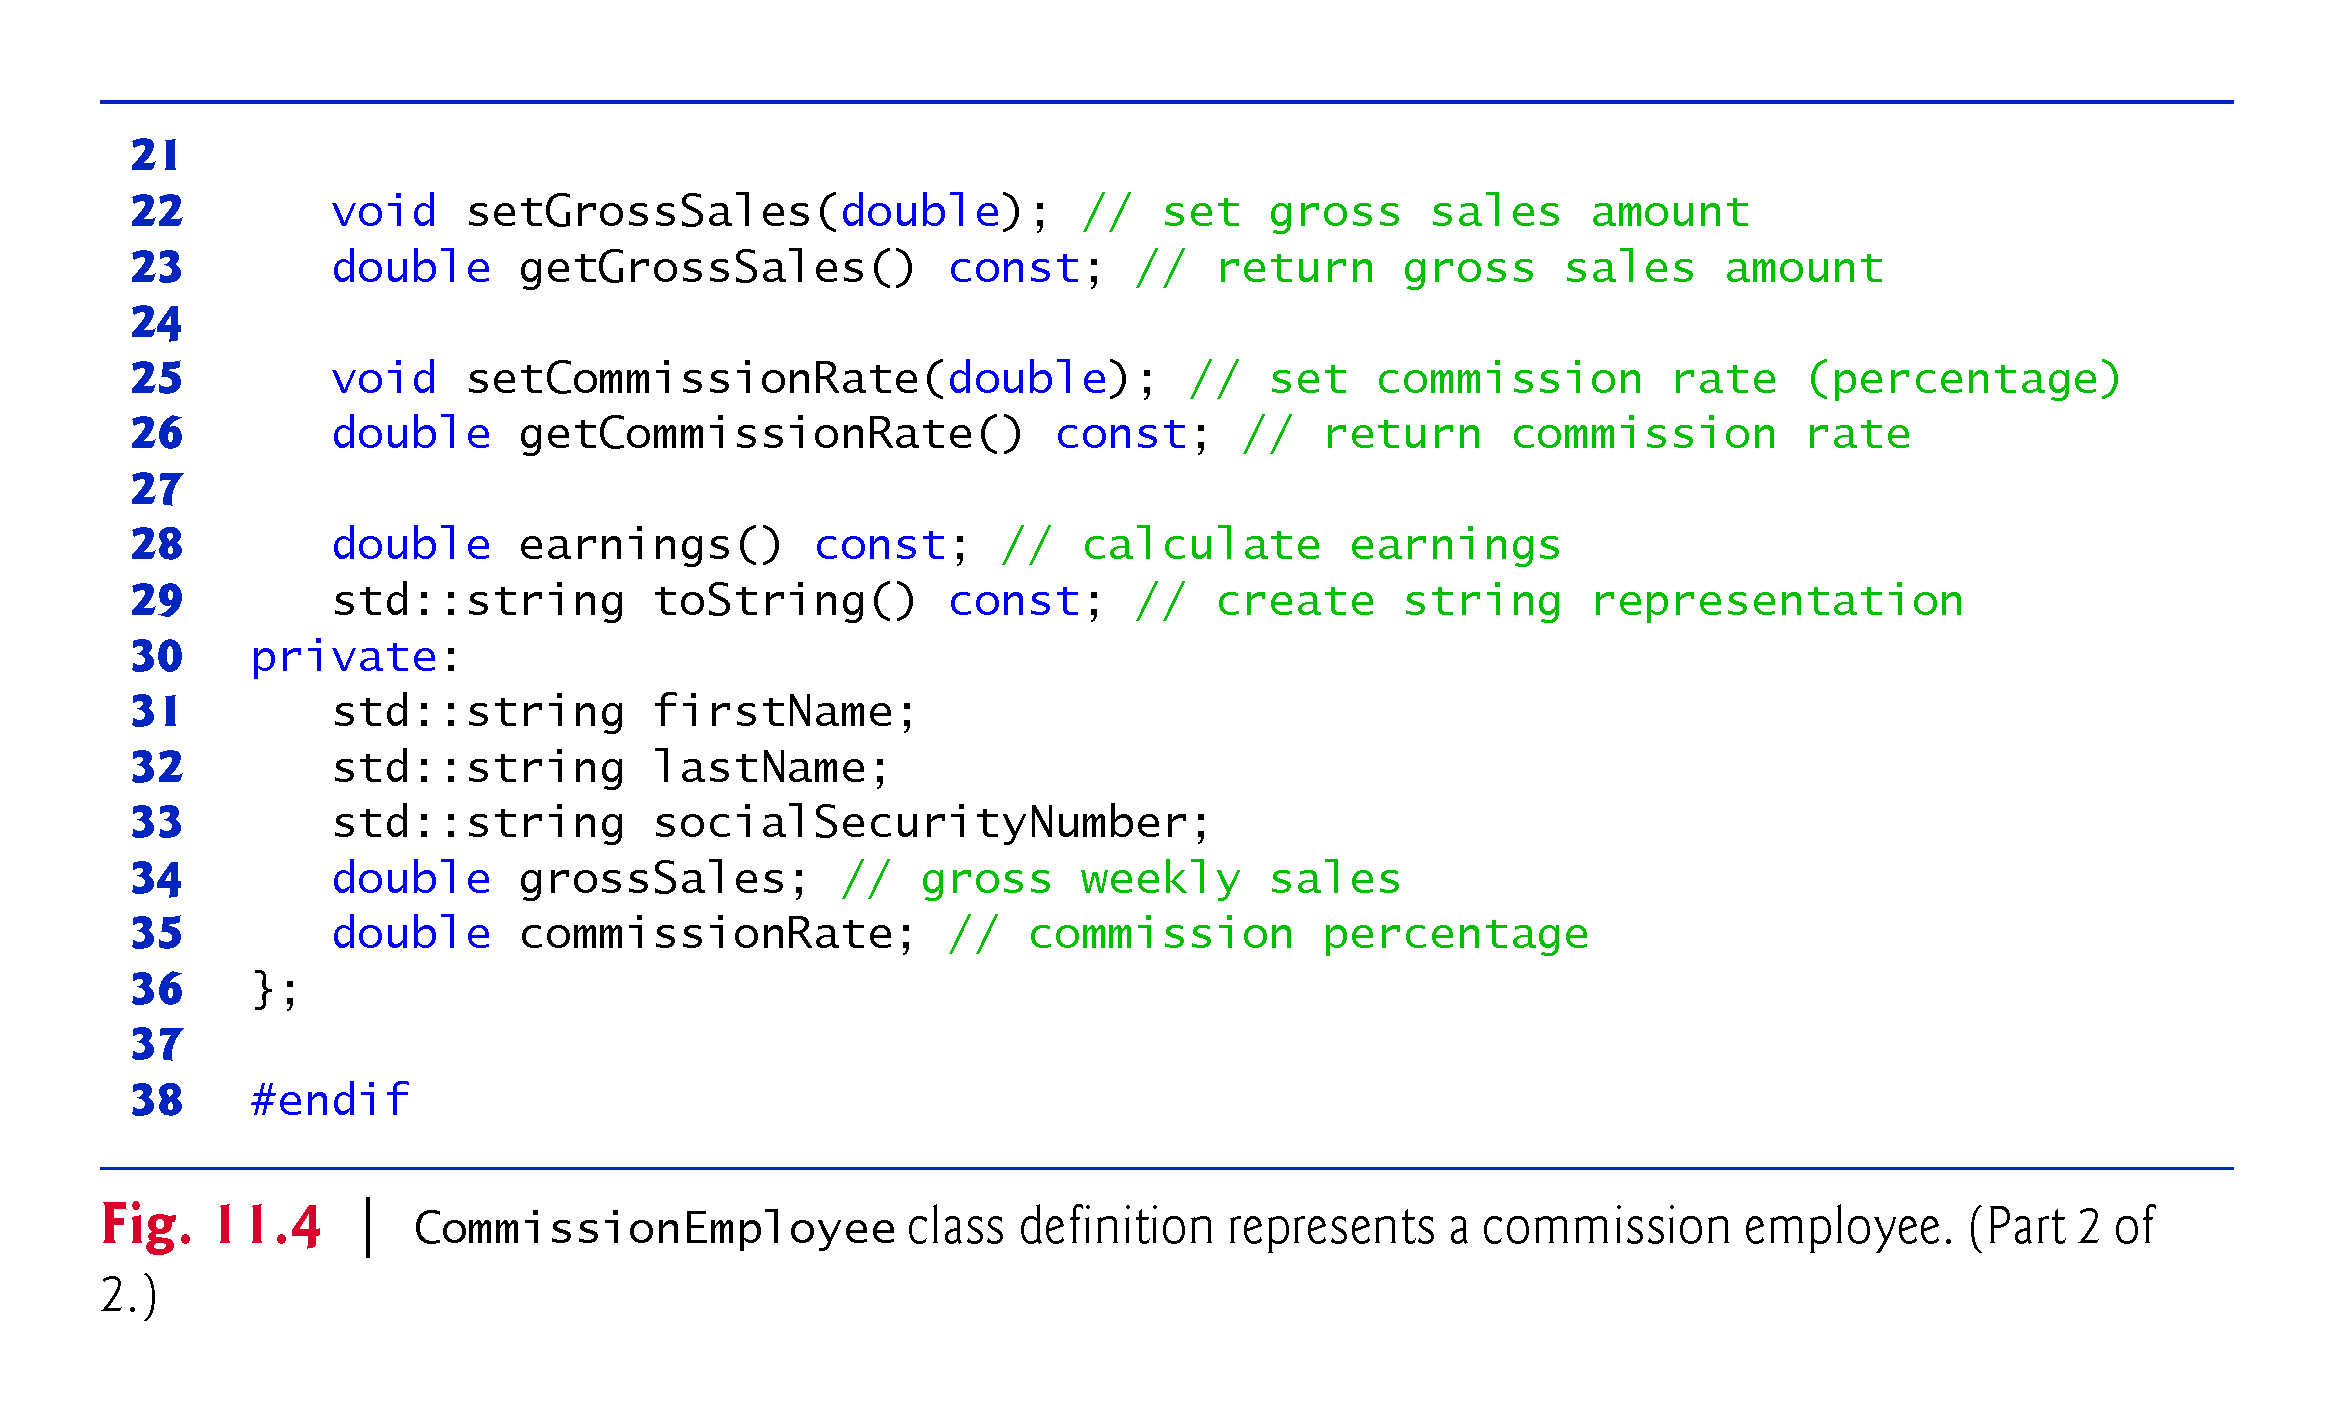 21
22 void setGrossSales(double); // set gross sales amount
23 double getGrossSales() const; // return gross sales amount
24
25 void setCommissionRate(double); // set commission rate (percentage)
26 double getCommissionRate() const; // return commission rate
27
28 double earnings() const; // calculate earnings
29 std::string toString() const; // create string representation
30 private:
31 std::string firstName;
32 std::string lastName;
33 std::string socialSecurityNumber;
34 double grossSales; // gross weekly sales
35 double commissionRate; // commission percentage
36 };
37
38 #endif
Fig. 11.4 | CommissionEmployee class definition represents a commission employee. (Part 2 of
2.)